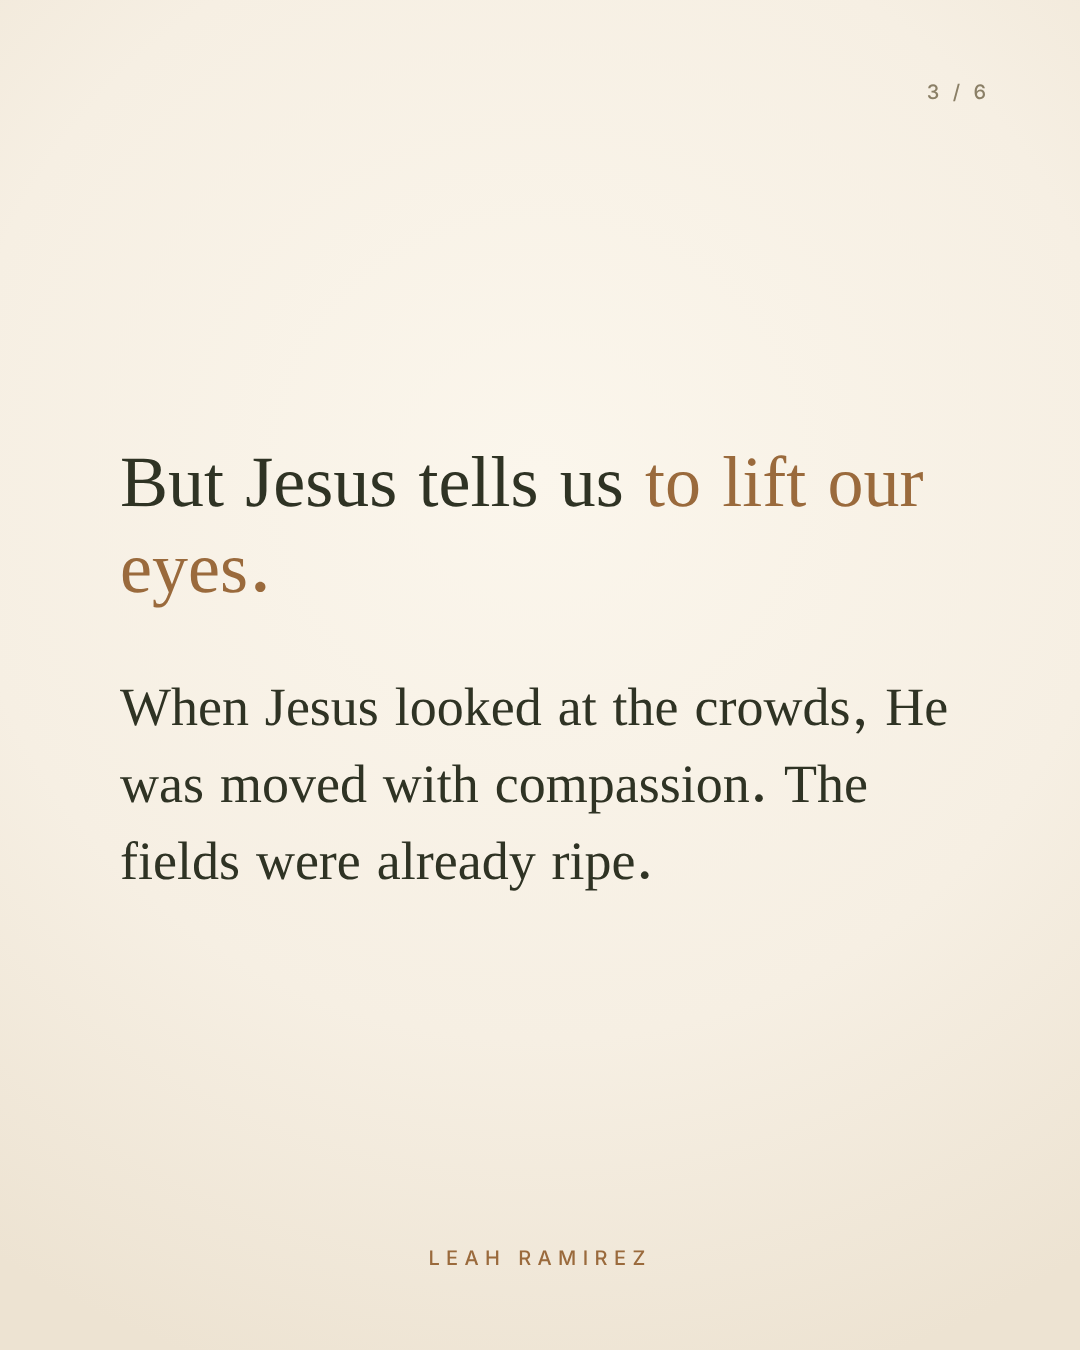 3 / 6
But Jesus tells us to lift our
eyes.
When Jesus looked at the crowds, He
was moved with compassion. The
fields were already ripe.
LEAH RAMIREZ